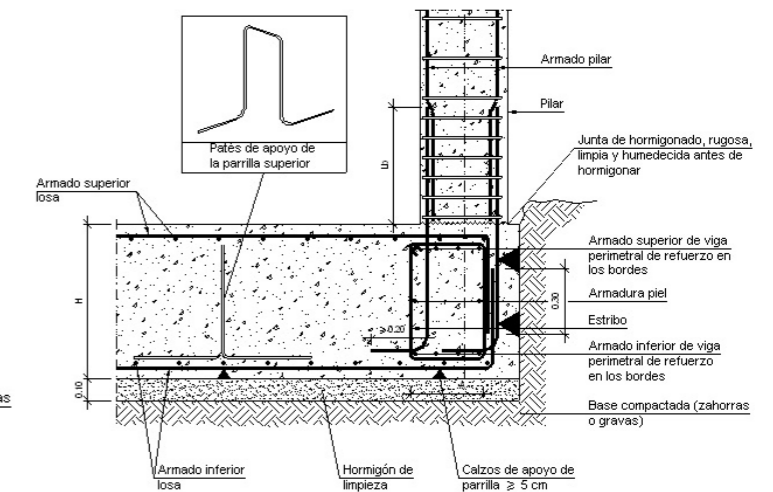 Patés de apoyo de
la parrilla superior
Armado superior
losa
Armado pilar
Pilar
Junta de hormigonado, rugosa,
limpia y humedecida antes de
hormigonar
Armado superior de viga
perimetral de refuerzo en
los bordes
Armadura piel
Estribo
Armado inferior de viga
perimetral de refuerzo
en los bordes
Base compactada (zahorras
o gravas)
H
0.10
≥0.20
0.30
as
Armado inferior
losa
Hormigón de
limpieza
Calzos de apoyo de
parrilla ≥ 5 cm